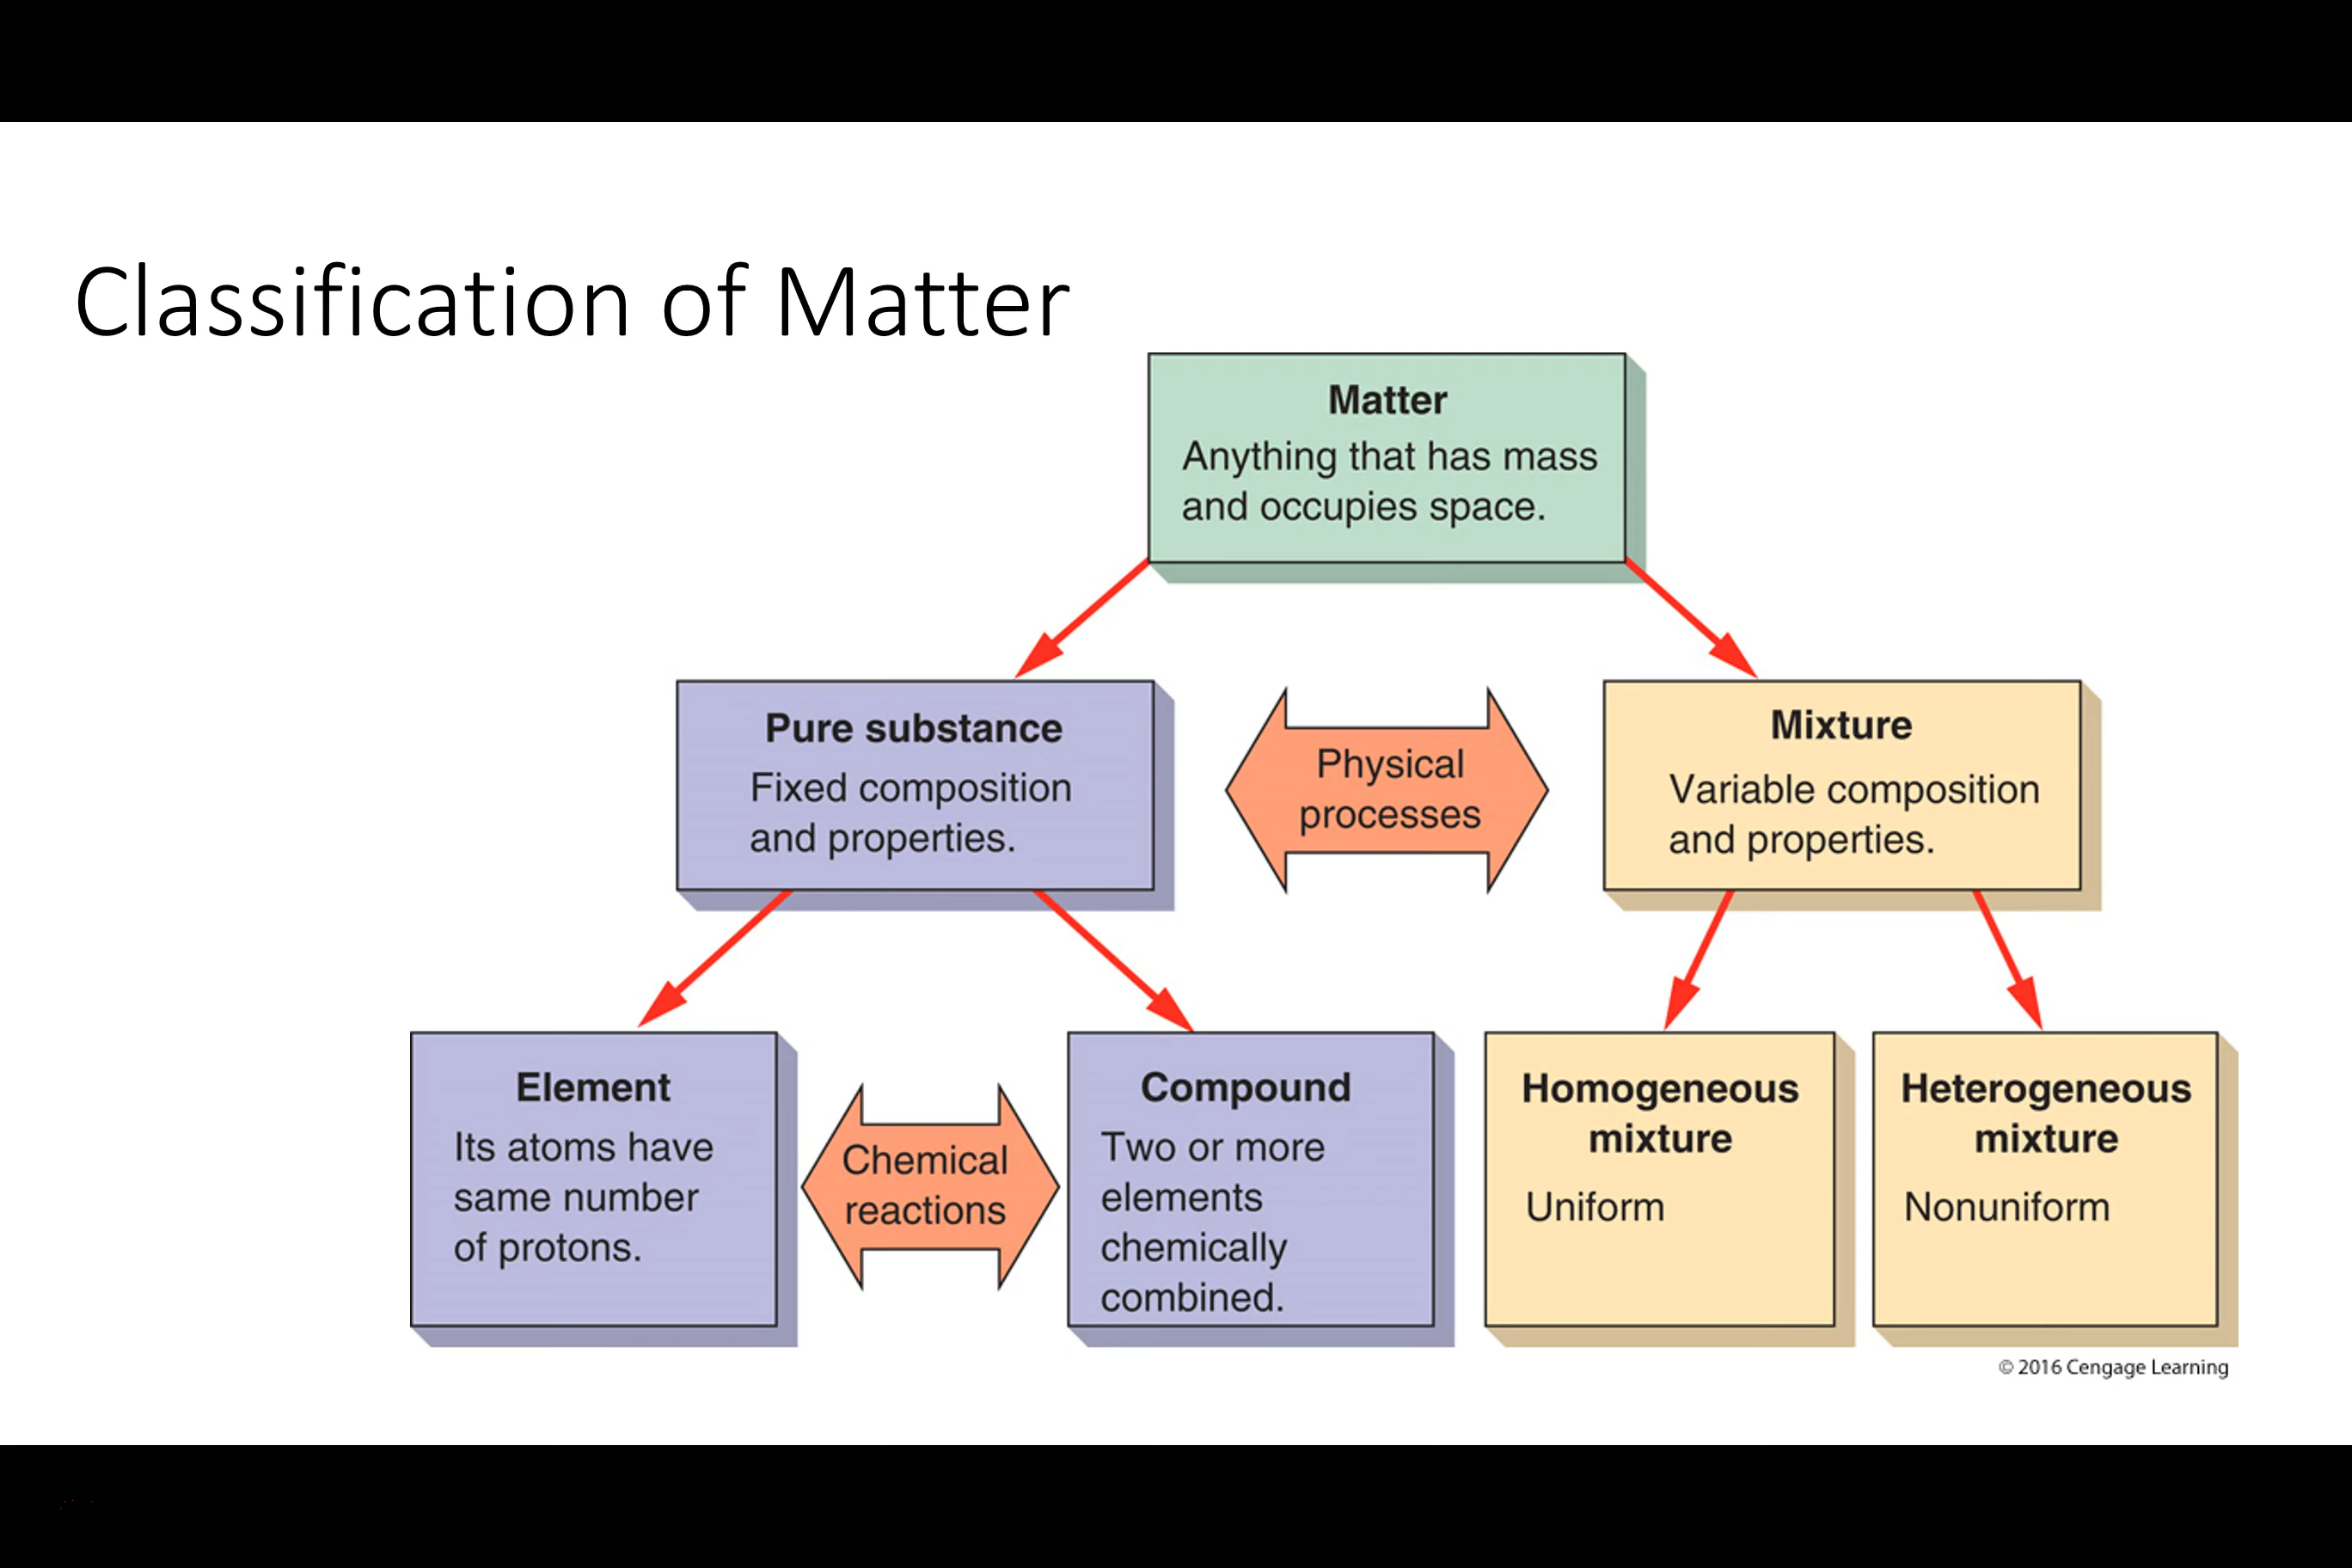 Classification of Matter
Matter
Anything that has mass
and occupies space.
Pure substance
Fixed composition
and properties.
Physical
processes
Mixture
Variable composition
and properties.
Element
Its atoms have
same number
of protons.
Chemical
reactions
Compound
Two or more
elements
chemically
combined.
Homogeneous
mixture
Uniform
Heterogeneous
mixture
Nonuniform
© 2016 Cengage Learning